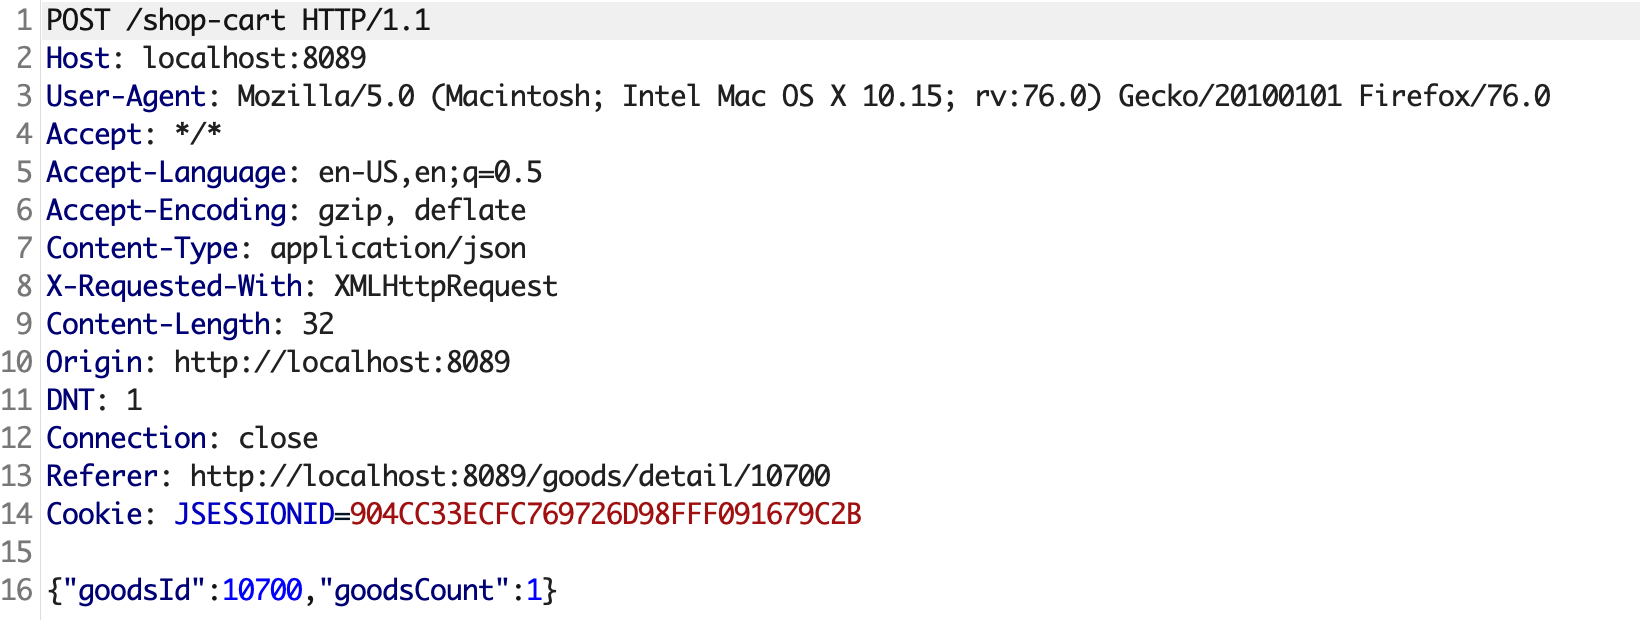 1 POST /shop-cart HTTP/1.1
2 Host: localhost:8089
3 User-Agent: Mozilla/5.0 (Macintosh; Intel Mac OS X 10.15; rv:76.0) Gecko/20100101 Firefox/76.0
4 Accept: */*
5 Accept-Language: en-US,en;q=0.5
6 Accept-Encoding: gzip, deflate
7 Content-Type: application/json
8 X-Requested-With: XMLHttpRequest
9 Content-Length: 32
10 Origin: http://localhost:8089
11 DNT: 1
12 Connection: close
13 Referer: http://localhost:8089/goods/detail/10700
14 Cookie: JSESSIONID=904CC33ECFC769726D98FFF091679C2B
15
16 {"goodsId":10700,"goodsCount":1}